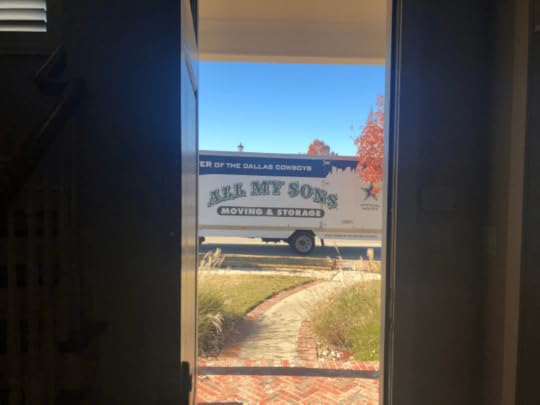 ER OF THE DALLAS COWBOYS
ALL MY SONS
MOVING & STORAGE